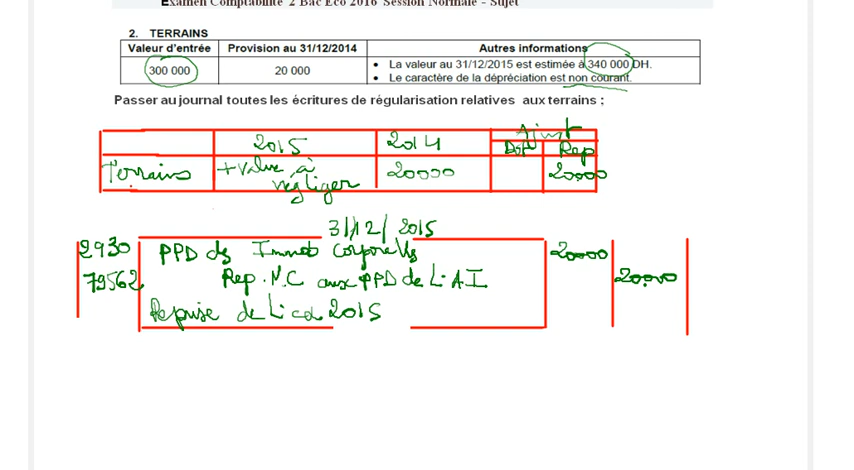 Examen Comptabilité 2 Bac Eco 2016 Session Normale - Sujet
2. TERRAINS
Valeur d'entrée Provision au 31/12/2014 Autres informations
300 000 20 000 • La valeur au 31/12/2015 est estimée à 340 000 DH.
• Le caractère de la dépréciation est non courant.
Passer au journal toutes les écritures de régularisation relatives aux terrains ;
2015 2014 Ajust
Dot Rep
Terrains + value à négliger 20000 20000
31/12/2015
2930 PPD des Immob Corporelles 20000
79562 Rep. N.C aux PPD de L'AI 20000
Reprise de L' 2015